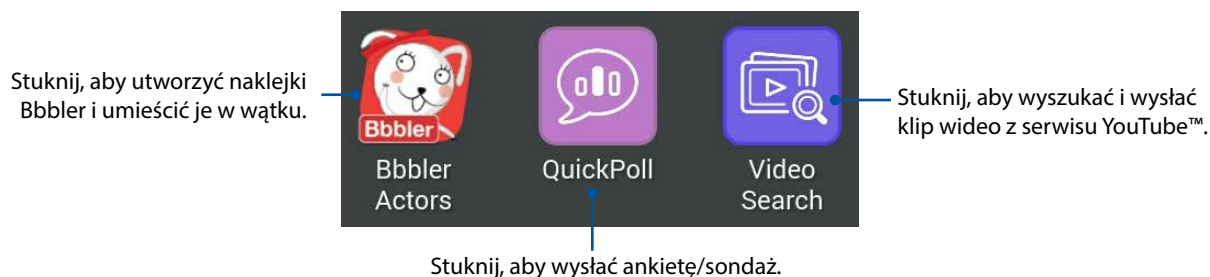 Stuknij, aby utworzyć naklejki
Bbbler i umieścić je w wątku.
Bbbler
Bbbler
Actors
QuickPoll
Video
Search
Stuknij, aby wyszukać i wysłać
klip wideo z serwisu YouTube™.
Stuknij, aby wysłać ankietę/sondaż.